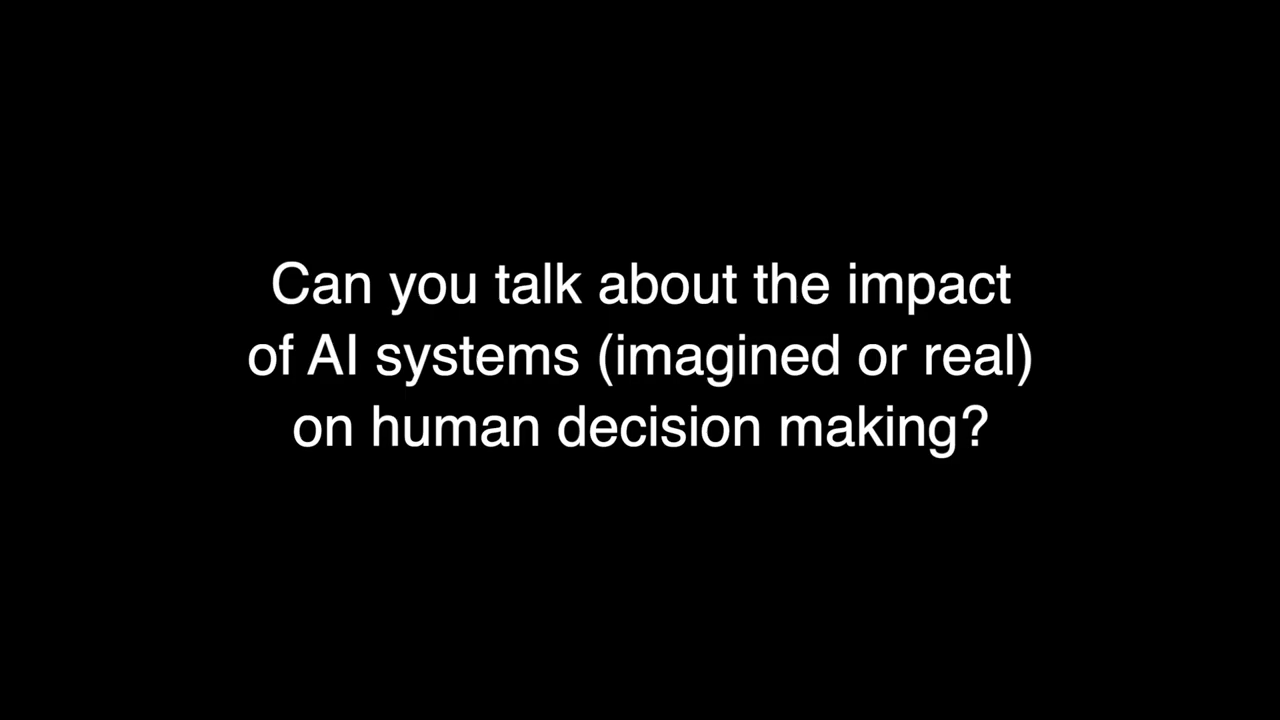 Can you talk about the impact
of AI systems (imagined or real)
on human decision making?